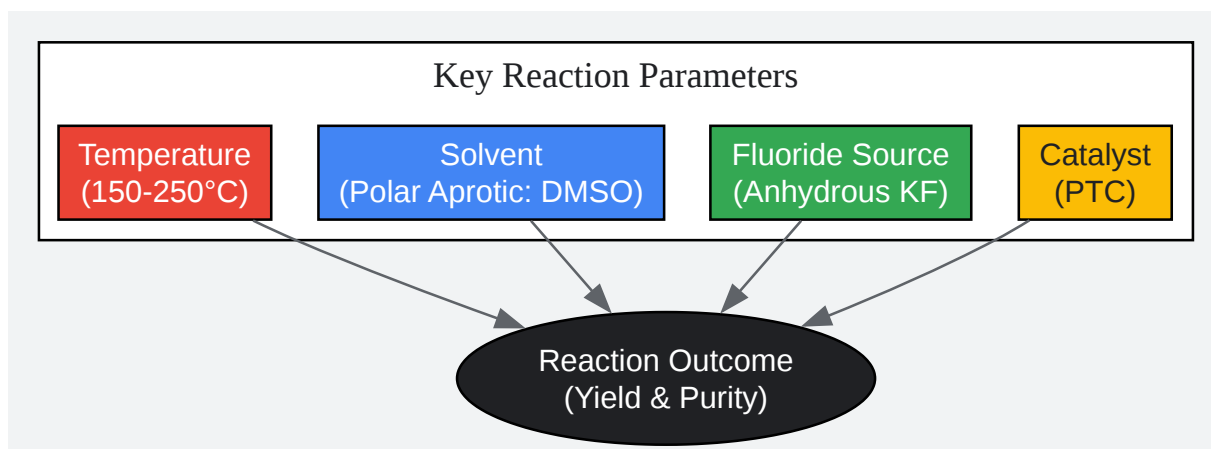 Key Reaction Parameters
Temperature
(150-250°C)
Solvent
(Polar Aprotic: DMSO)
Fluoride Source
(Anhydrous KF)
Catalyst
(PTC)
Reaction Outcome
(Yield & Purity)